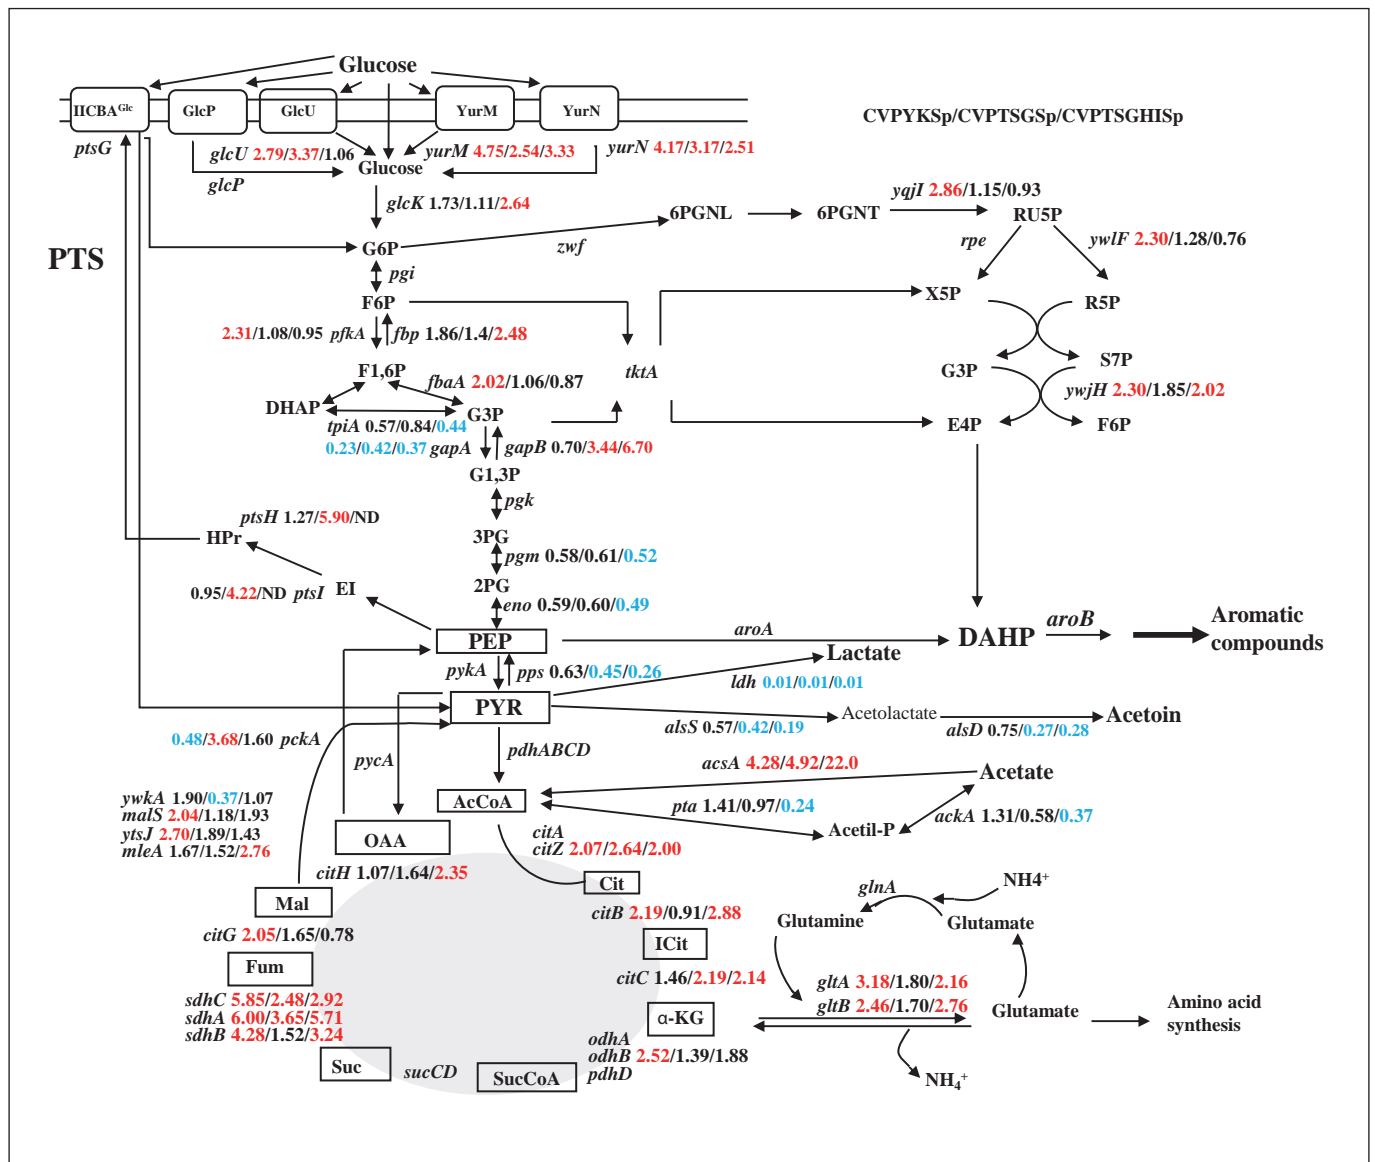 Glucose
IICBA^Glc
GlcP
GlcU
YurM
YurN
CVPYKSp/CVPTSGSp/CVPTSGHISp
ptsG
glcU 2.79/3.37/1.06
yurM 4.75/2.54/3.33
yurN 4.17/3.17/2.51
Glucose
glcP
glcK 1.73/1.11/2.64
yqjI 2.86/1.15/0.93
6PGNL
6PGNT
RU5P
PTS
G6P
zwf
rpe
ywlF 2.30/1.28/0.76
pgi
F6P
X5P
R5P
2.31/1.08/0.95 pfkA
fbp 1.86/1.4/2.48
F1,6P
tktA
G3P
S7P
fbaA 2.02/1.06/0.87
ywjH 2.30/1.85/2.02
DHAP
G3P
E4P
F6P
tpiA 0.57/0.84/0.44
0.23/0.42/0.37 gapA
gapB 0.70/3.44/6.70
G1,3P
pgk
ptsH 1.27/5.90/ND
HPr
3PG
pgm 0.58/0.61/0.52
0.95/4.22/ND ptsI
EI
2PG
eno 0.59/0.60/0.49
PEP
aroA
DAHP
aroB
Aromatic
compounds
pykA
pps 0.63/0.45/0.26
Lactate
ldh 0.01/0.01/0.01
PYR
alsS 0.57/0.42/0.19
Acetolactate
alsD 0.75/0.27/0.28
Acetoin
0.48/3.68/1.60 pckA
pycA
pdhABCD
acsA 4.28/4.92/22.0
Acetate
ywkA 1.90/0.37/1.07
malS 2.04/1.18/1.93
ytsJ 2.70/1.89/1.43
mleA 1.67/1.52/2.76
AcCoA
pta 1.41/0.97/0.24
Acetil-P
ackA 1.31/0.58/0.37
OAA
citA
citZ 2.07/2.64/2.00
citH 1.07/1.64/2.35
Cit
Mal
citB 2.19/0.91/2.88
glnA
NH4⁺
Glutamine
Glutamate
citG 2.05/1.65/0.78
ICit
Fum
citC 1.46/2.19/2.14
gltA 3.18/1.80/2.16
gltB 2.46/1.70/2.76
sdhC 5.85/2.48/2.92
sdhA 6.00/3.65/5.71
sdhB 4.28/1.52/3.24
α-KG
Glutamate
Amino acid
synthesis
odhA
odhB 2.52/1.39/1.88
pdhD
Suc
sucCD
SucCoA
NH₄⁺